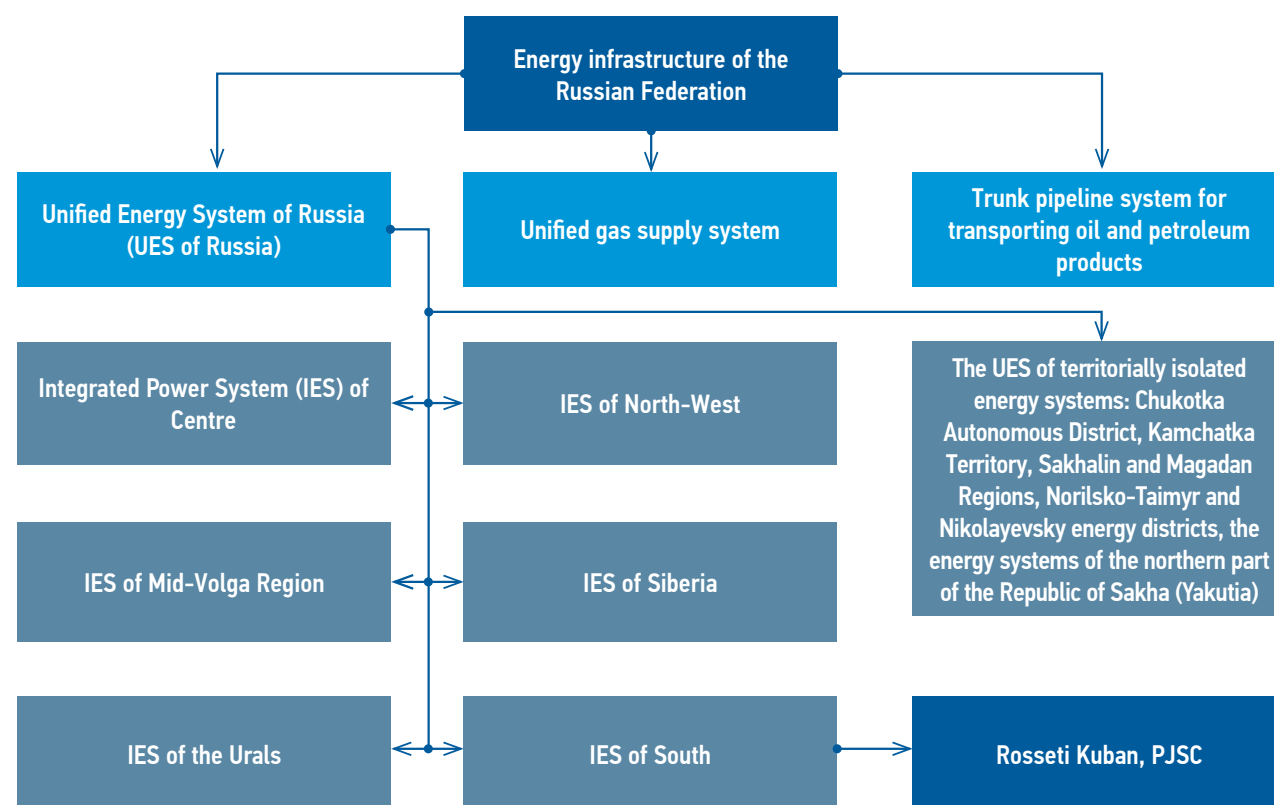 Energy infrastructure of the
Russian Federation
Unified Energy System of Russia
(UES of Russia)
Unified gas supply system
Trunk pipeline system for
transporting oil and petroleum
products
Integrated Power System (IES) of
Centre
IES of North-West
The UES of territorially isolated
energy systems: Chukotka
Autonomous District, Kamchatka
Territory, Sakhalin and Magadan
Regions, Norilsko-Taimyr and
Nikolayevsky energy districts, the
energy systems of the northern part
of the Republic of Sakha (Yakutia)
IES of Mid-Volga Region
IES of Siberia
IES of the Urals
IES of South
Rosseti Kuban, PJSC